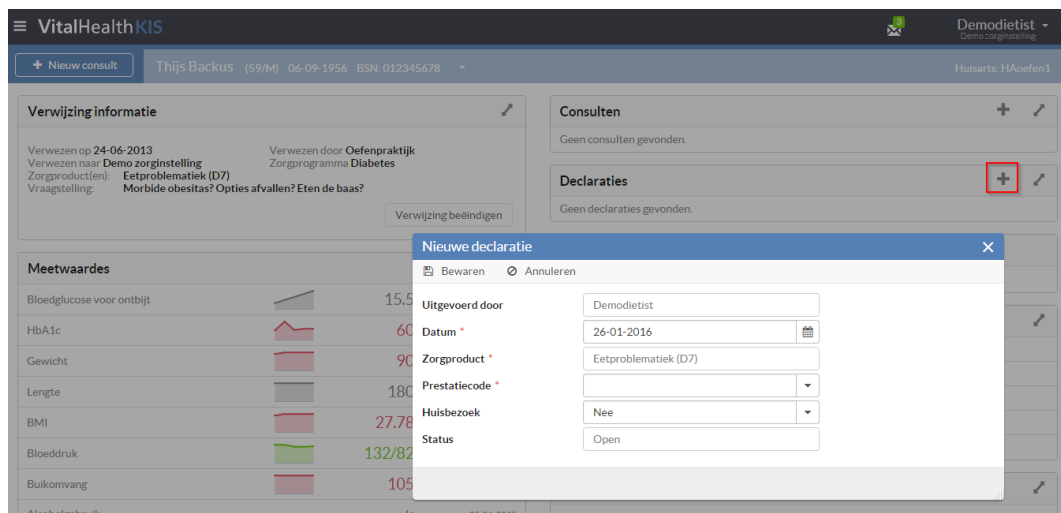 VitalHealthKIS
3
Demodietist
Demo zorginstelling
+ Nieuw consult
Thijs Backus (59/M) 06-09-1956 BSN: 012345678
Huisarts: HAoefen1
Verwijzing informatie
Verwezen op 24-06-2013 Verwezen door Oefenpraktijk
Verwezen naar Demo zorginstelling Zorgprogramma Diabetes
Zorgproduct(en): Eetproblematiek (D7)
Vraagstelling: Morbide obesitas? Opties afvallen? Eten de baas?
Verwijzing beëindigen
Meetwaardes
Bloedglucose voor ontbijt 15.5
HbA1c 60
Gewicht 90
Lengte 180
BMI 27.78
Bloeddruk 132/82
Buikomvang 105
Consulten
Geen consulten gevonden.
Declaraties
Geen declaraties gevonden.
Nieuwe declaratie
Bewaren Annuleren
Uitgevoerd door Demodietist
Datum * 26-01-2016
Zorgproduct * Eetproblematiek (D7)
Prestatiecode *
Huisbezoek Nee
Status Open